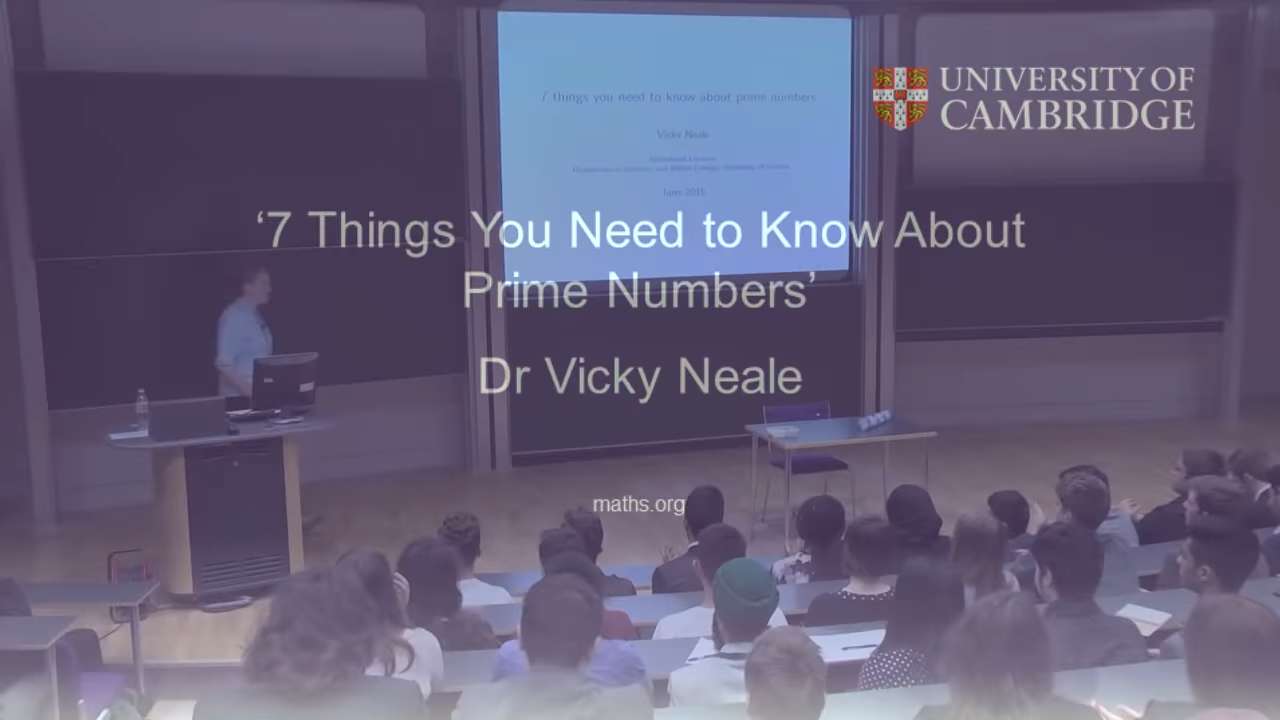 7 things you need to know about prime numbers
Vicky Neale
June 2015
UNIVERSITY OF
CAMBRIDGE
‘7 Things You Need to Know About
Prime Numbers’
Dr Vicky Neale
maths.org